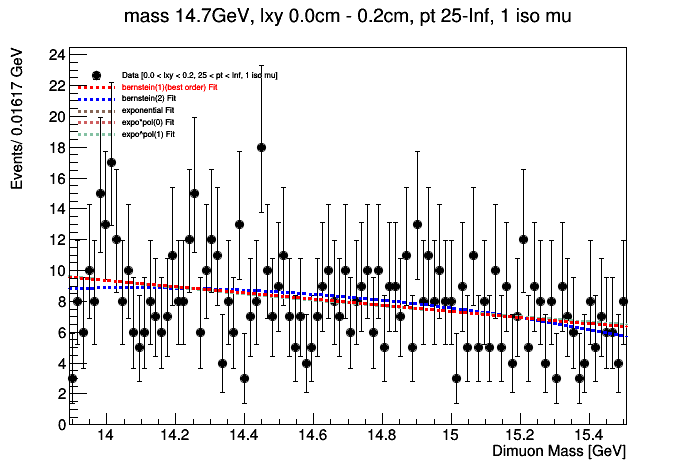 mass 14.7GeV, lxy 0.0cm - 0.2cm, pt 25-Inf, 1 iso mu
Events/ 0.01617 GeV
24
22
20
18
16
14
12
10
8
6
4
2
0
Data [0.0 < lxy < 0.2, 25 < pt < Inf, 1 iso mu]
bernstein(1)(best order) Fit
bernstein(2) Fit
exponential Fit
expo*pol(0) Fit
expo^pol(1) Fit
14 14.2 14.4 14.6 14.8 15 15.2 15.4
Dimuon Mass [GeV]